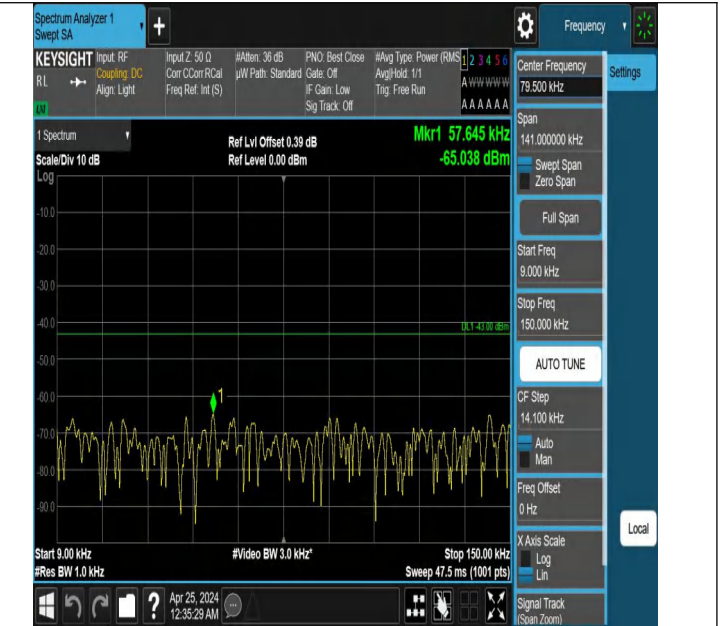 Spectrum Analyzer 1
Swept SA
+
Frequency
KEYSIGHT
RL
Input: RF
Coupling: DC
Align: Light
Input Z: 50 Ω
Corr CCorr RCal
Freq Ref: Int (S)
#Atten: 36 dB
µW Path: Standard
PNO: Best Close
Gate: Off
IF Gain: Low
Sig Track: Off
#Avg Type: Power (RMS
Avg|Hold: 1/1
Trig: Free Run
1 2 3 4 5 6
A W W W W W
A A A A A A
1 Spectrum
Scale/Div 10 dB
Log
Ref Lvl Offset 0.39 dB
Ref Level 0.00 dBm
Mkr1 57.645 kHz
-65.038 dBm
-10.0
-20.0
-30.0
-40.0
-50.0
-60.0
-70.0
-80.0
-90.0
DL1 -43.00 dBm
1
Start 9.00 kHz
#Res BW 1.0 kHz
#Video BW 3.0 kHz*
Stop 150.00 kHz
Sweep 47.5 ms (1001 pts)
Center Frequency
79.500 kHz
Settings
Span
141.000000 kHz
Swept Span
Zero Span
Full Span
Start Freq
9.000 kHz
Stop Freq
150.000 kHz
AUTO TUNE
CF Step
14.100 kHz
Auto
Man
Freq Offset
0 Hz
X Axis Scale
Log
Lin
Local
Signal Track
(Span Zoom)
?
Apr 25, 2024
12:35:29 AM